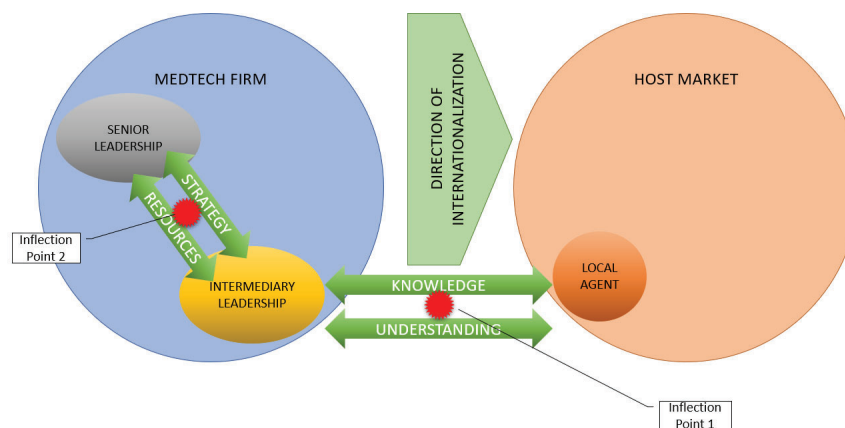 MEDTECH FIRM
SENIOR
LEADERSHIP
STRATEGY
RESOURCES
Inflection
Point 2
INTERMEDIARY
LEADERSHIP
DIRECTION OF
INTERNATIONALIZATION
HOST MARKET
KNOWLEDGE
UNDERSTANDING
LOCAL
AGENT
Inflection
Point 1